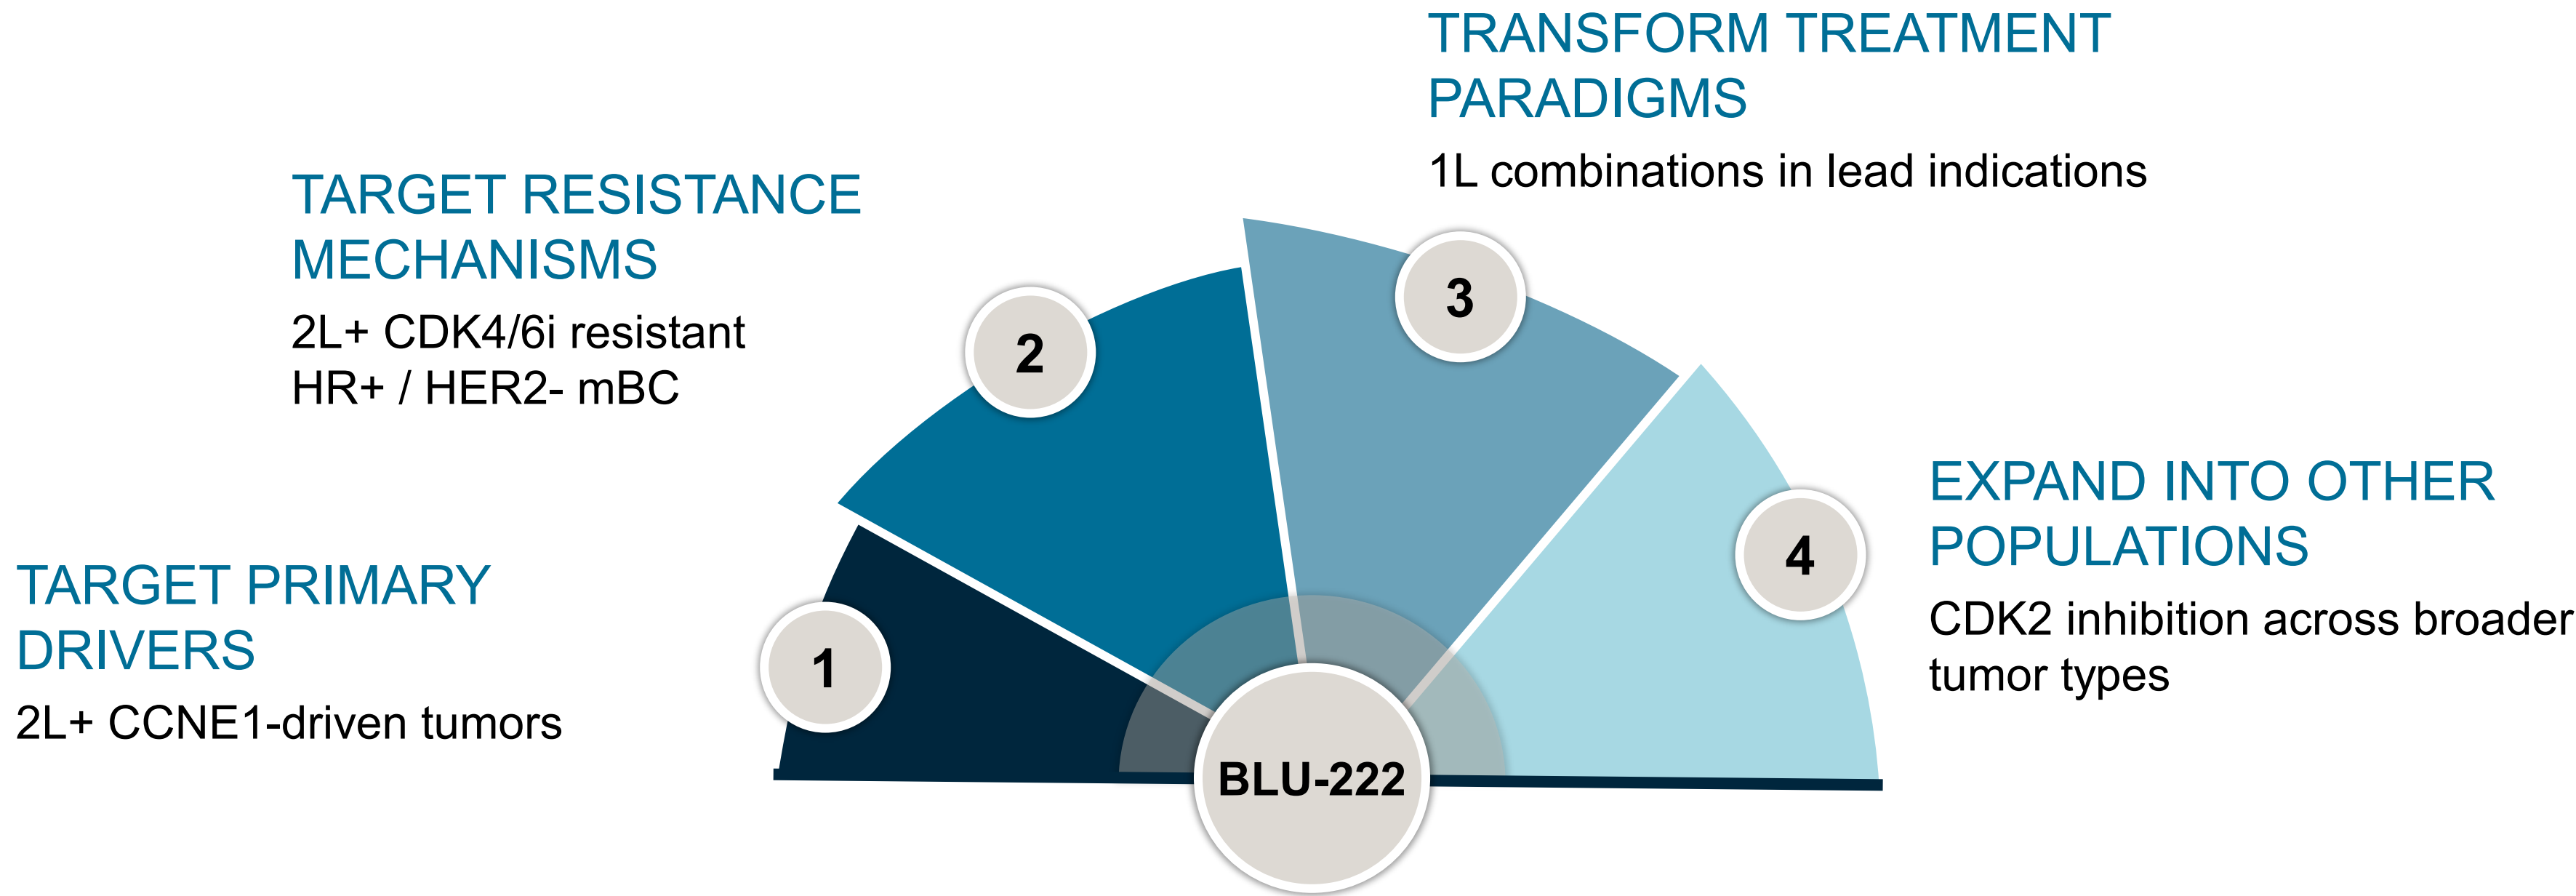 TARGET PRIMARY
DRIVERS
2L+ CCNE1-driven tumors
1
TARGET RESISTANCE
MECHANISMS
2L+ CDK4/6i resistant
HR+ / HER2- mBC
2
TRANSFORM TREATMENT
PARADIGMS
1L combinations in lead indications
3
EXPAND INTO OTHER
POPULATIONS
CDK2 inhibition across broader
tumor types
4
BLU-222